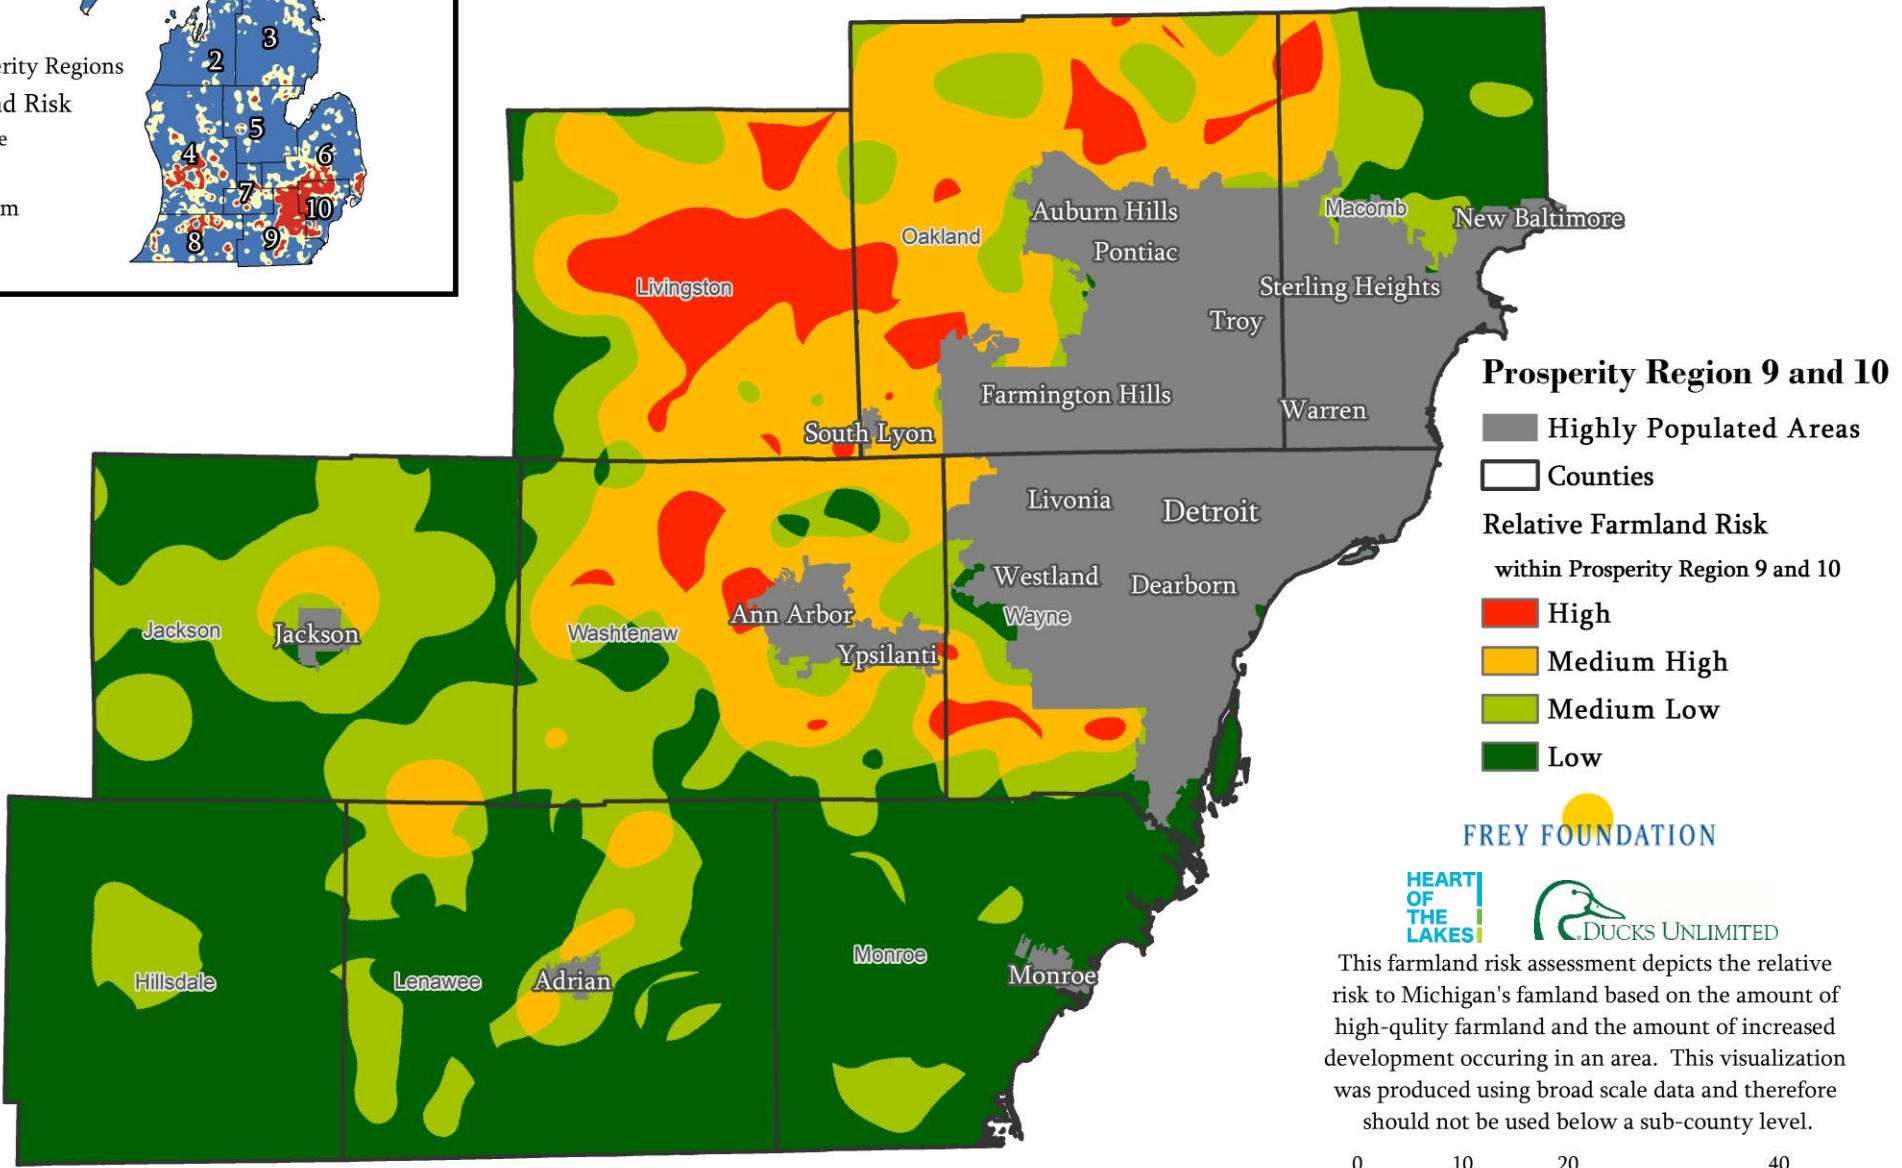 erity Regions
d Risk
e
m
2
3
4
5
6
7
8
9
10
Auburn Hills
Pontiac
Oakland
Macomb
New Baltimore
Livingston
Sterling Heights
Troy
Farmington Hills
Warren
South Lyon
Livonia
Detroit
Westland
Dearborn
Wayne
Jackson
Jackson
Ann Arbor
Washtenaw
Ypsilanti
Hillsdale
Lenawee
Adrian
Monroe
Monroe
Prosperity Region 9 and 10
Highly Populated Areas
Counties
Relative Farmland Risk
within Prosperity Region 9 and 10
High
Medium High
Medium Low
Low
FREY FOUNDATION
HEART
OF
THE
LAKES
DUCKS UNLIMITED
This farmland risk assessment depicts the relative
risk to Michigan's famland based on the amount of
high-qulity farmland and the amount of increased
development occuring in an area. This visualization
was produced using broad scale data and therefore
should not be used below a sub-county level.
0 10 20 40